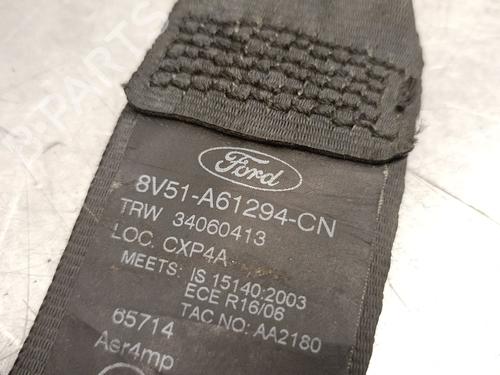 Ford
8V51-A61294-CN
TRW 34060413
LOC. CXP4A
MEETS: IS 15140:2003
ECE R16/06
TAC NO: AA2180
65714
Aer4mp